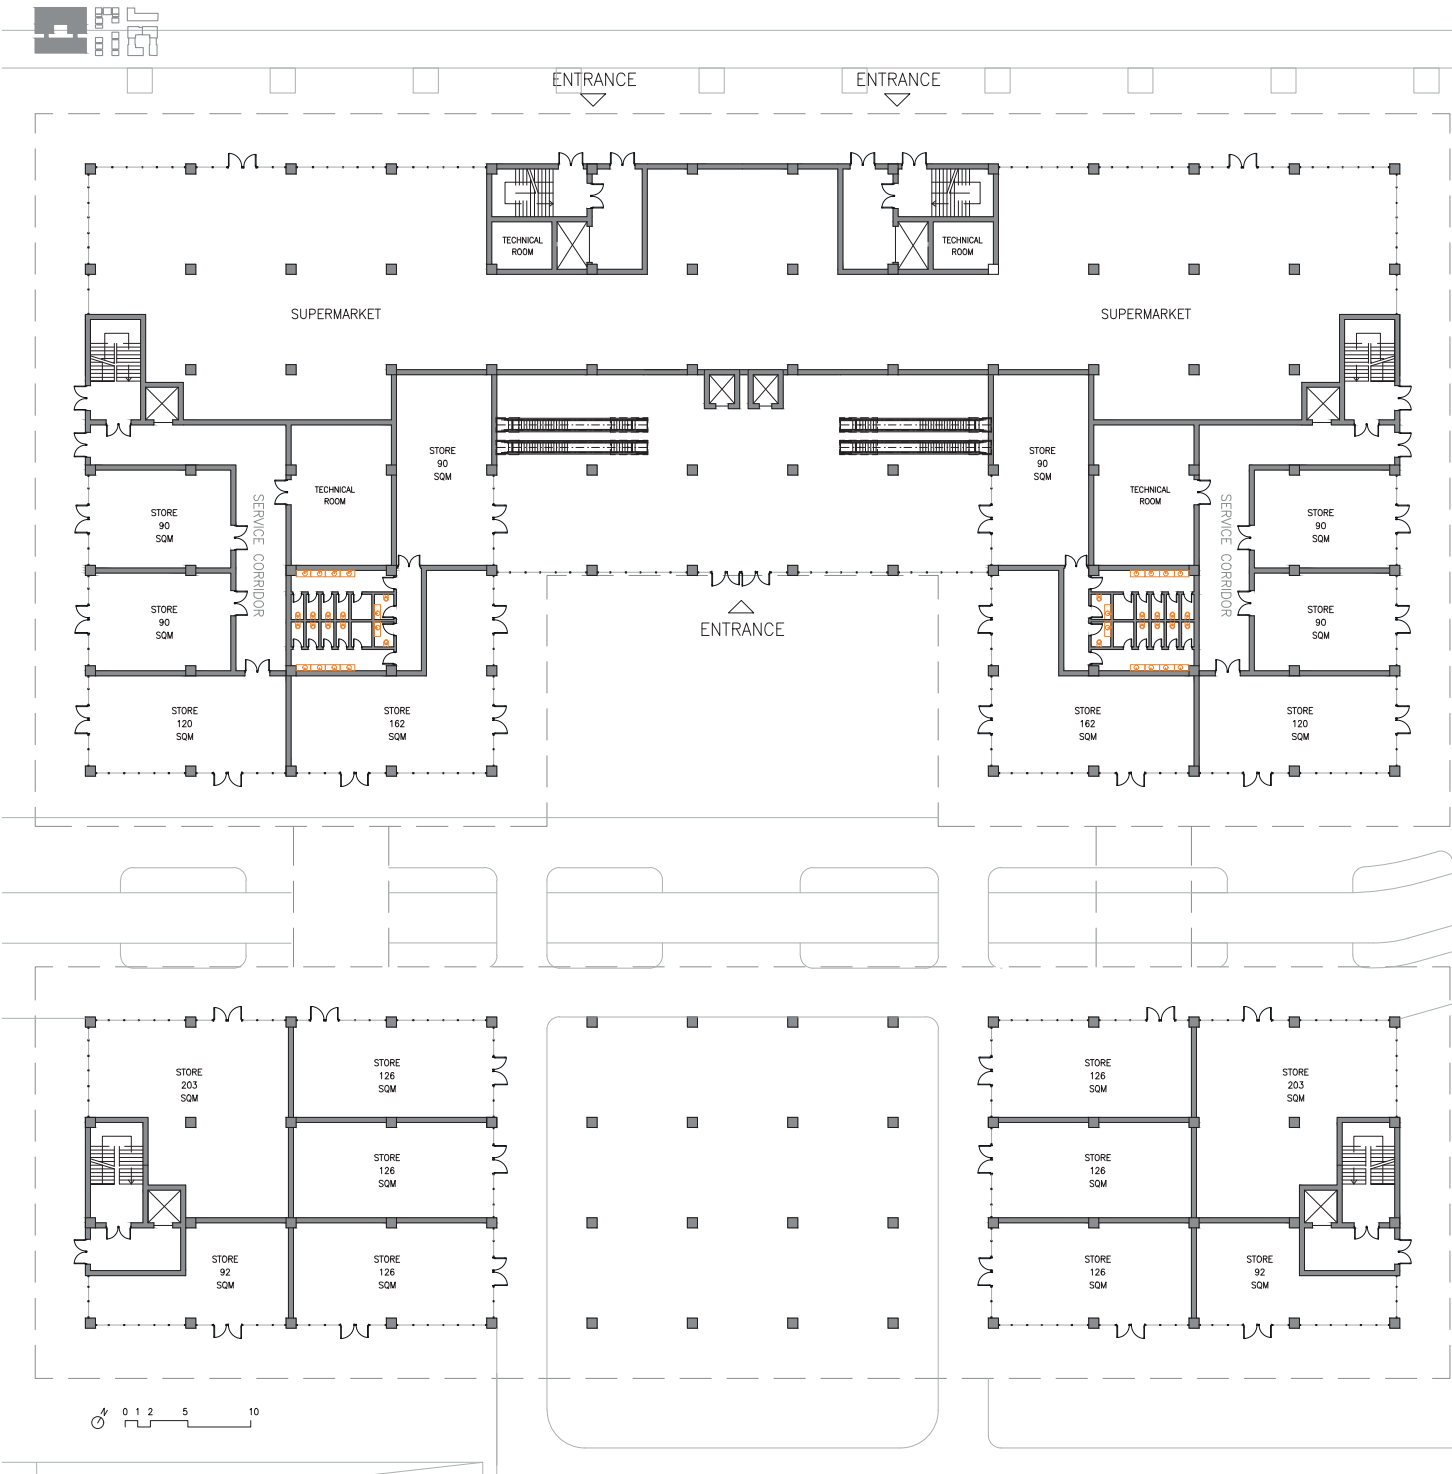 ENTRANCE
ENTRANCE
TECHNICAL
ROOM
TECHNICAL
ROOM
SUPERMARKET
SUPERMARKET
STORE
90
SQM
STORE
90
SQM
TECHNICAL
ROOM
TECHNICAL
ROOM
STORE
90
SQM
SERVICE CORRIDOR
SERVICE CORRIDOR
STORE
90
SQM
STORE
90
SQM
STORE
90
SQM
ENTRANCE
STORE
120
SQM
STORE
162
SQM
STORE
162
SQM
STORE
120
SQM
STORE
203
SQM
STORE
126
SQM
STORE
126
SQM
STORE
203
SQM
STORE
126
SQM
STORE
126
SQM
STORE
92
SQM
STORE
126
SQM
STORE
126
SQM
STORE
92
SQM
N 0 1 2 5 10